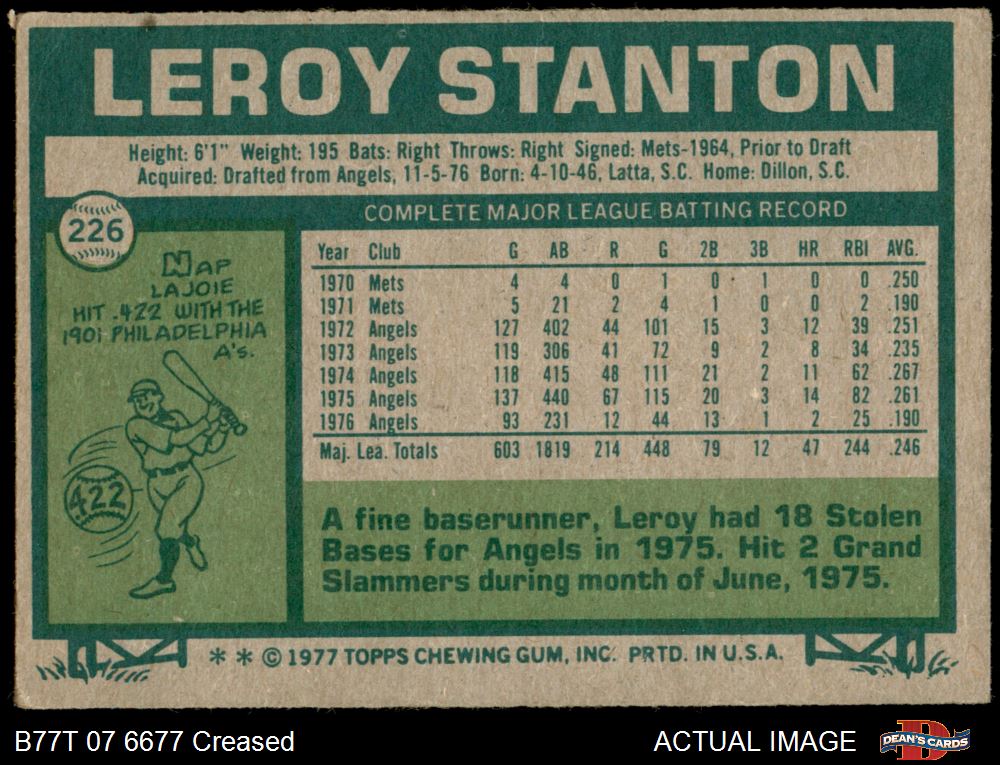 LEROY STANTON
Height: 6'1" Weight: 195 Bats: Right Throws: Right Signed: Mets-1964, Prior to Draft
Acquired: Drafted from Angels, 11-5-76 Born: 4-10-46, Latta, S.C. Home: Dillon, S.C.
226
NAP
LAJOIE
HIT .422 WITH THE
1901 PHILADELPHIA
A's.
.422
COMPLETE MAJOR LEAGUE BATTING RECORD
Year Club G AB R G 2B 3B HR RBI AVG.
1970 Mets 4 4 0 1 0 1 0 0 .250
1971 Mets 5 21 2 4 1 0 0 2 .190
1972 Angels 127 402 44 101 15 3 12 39 .251
1973 Angels 119 306 41 72 9 2 8 34 .235
1974 Angels 118 415 48 111 21 2 11 62 .267
1975 Angels 137 440 67 115 20 3 14 82 .261
1976 Angels 93 231 12 44 13 1 2 25 .190
Maj. Lea. Totals 603 1819 214 448 79 12 47 244 .246
A fine baserunner, Leroy had 18 Stolen
Bases for Angels in 1975. Hit 2 Grand
Slammers during month of June, 1975.
* * © 1977 TOPPS CHEWING GUM, INC. PRTD. IN U.S.A.
B77T 07 6677 Creased
ACTUAL IMAGE
D
DEAN'S CARDS